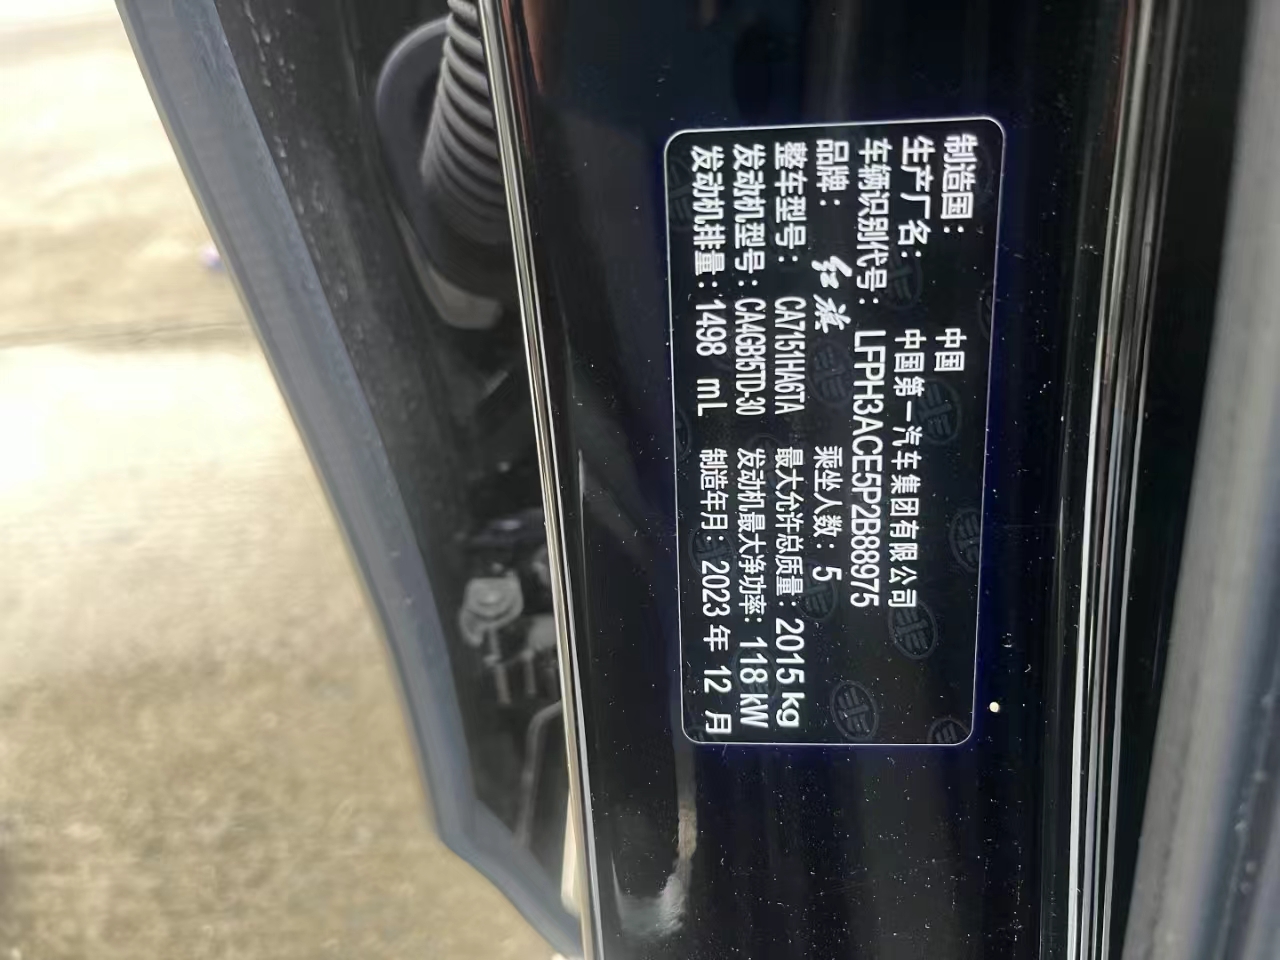 制造国： 中国
生产厂名： 中国第一汽车集团有限公司
车辆识别代号： LFPH3ACE5P2B88975
品牌： 红旗 乘坐人数： 5
整车型号： CA7151HA6TA 最大允许总质量： 2015 kg
发动机型号： CA4GB15TD-30 发动机最大净功率： 118 kW
发动机排量： 1498 mL 制造年月： 2023 年 12 月